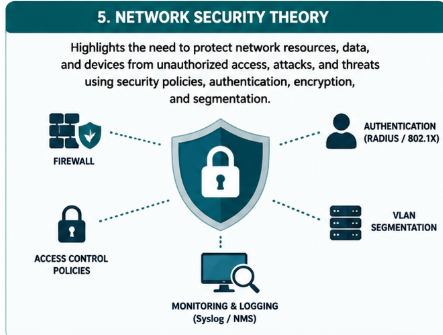 5. NETWORK SECURITY THEORY
Highlights the need to protect network resources, data,
and devices from unauthorized access, attacks, and threats
using security policies, authentication, encryption,
and segmentation.
FIREWALL
AUTHENTICATION
(RADIUS / 802.1X)
ACCESS CONTROL
POLICIES
VLAN
SEGMENTATION
MONITORING & LOGGING
(Syslog / NMS)